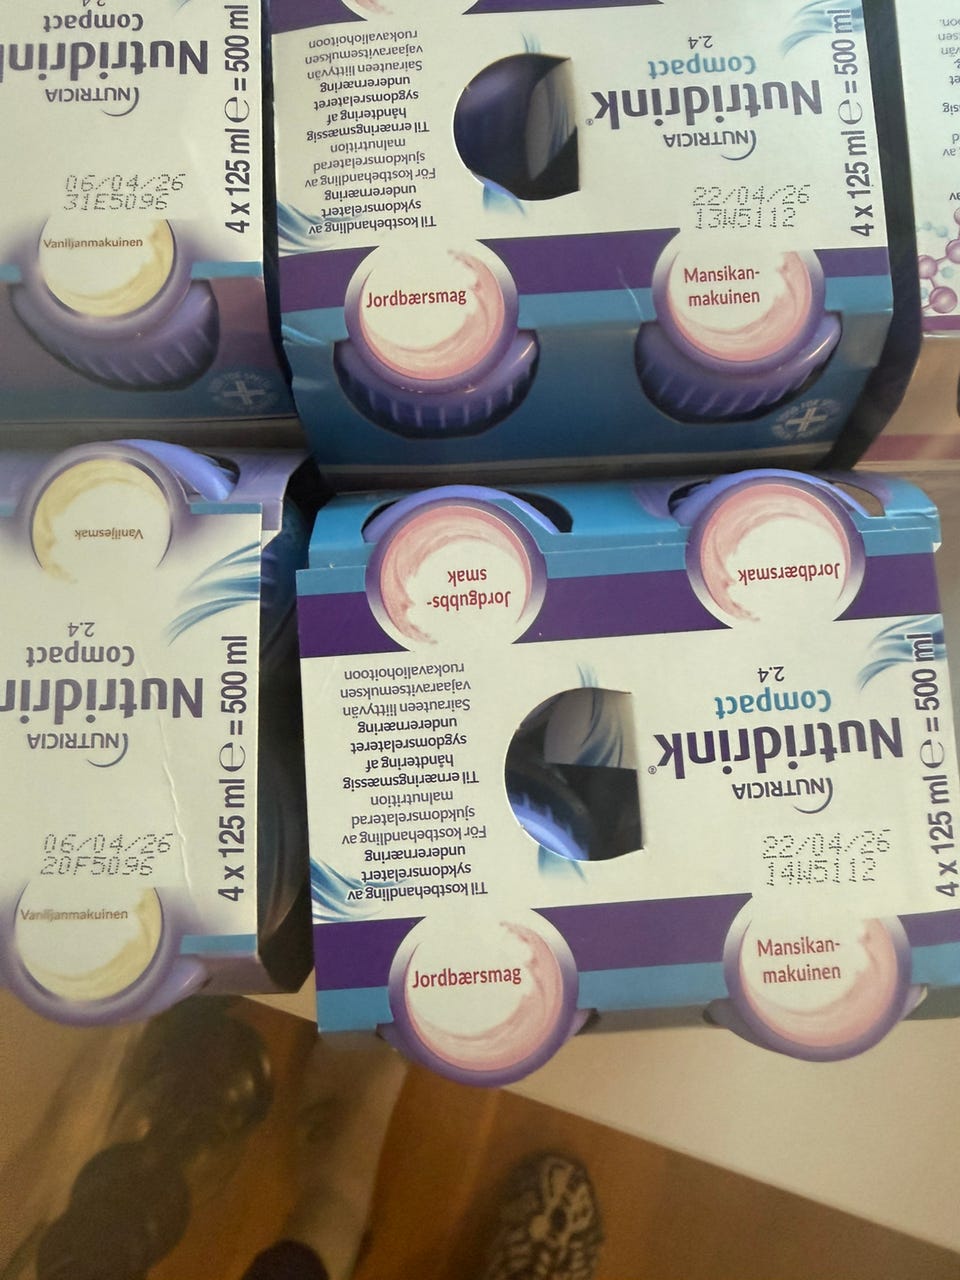 2.4
Compact
Nutridrink
NUTRICIA
06/04/26
31E5096
4 x 125 ml ℮ = 500 ml
Vaniljanmakuinen
Til kostbehandling av
sykdomsrelatert
underernæring
För kostbehandling av
sjukdomsrelaterad
malnutrition
Til ernæringsmæssig
håndtering af
sygdomsrelateret
underernæring
Sairauteen liittyvän
vajaaravitsemuksen
ruokavaliohoitoon
NUTRICIA
Nutridrink®
Compact
2.4
22/04/26
13W5112
4 x 125 ml ℮ = 500 ml
Jordbærsmag
Mansikan-
makuinen
Vaniljesmak
NUTRICIA
Nutridrin
Compact
2.4
06/04/26
20F5096
4 x 125 ml ℮ = 500 ml
Vaniljanmakuinen
Jordgubbs-
smak
Jordbærsmak
Til kostbehandling av
sykdomsrelatert
underernæring
För kostbehandling av
sjukdomsrelaterad
malnutrition
Til ernæringsmæssig
håndtering af
sygdomsrelateret
underernæring
Sairauteen liittyvän
vajaaravitsemuksen
ruokavaliohoitoon
NUTRICIA
Nutridrink®
Compact
2.4
22/04/26
14W5112
4 x 125 ml ℮ = 500 ml
Jordbærsmag
Mansikan-
makuinen